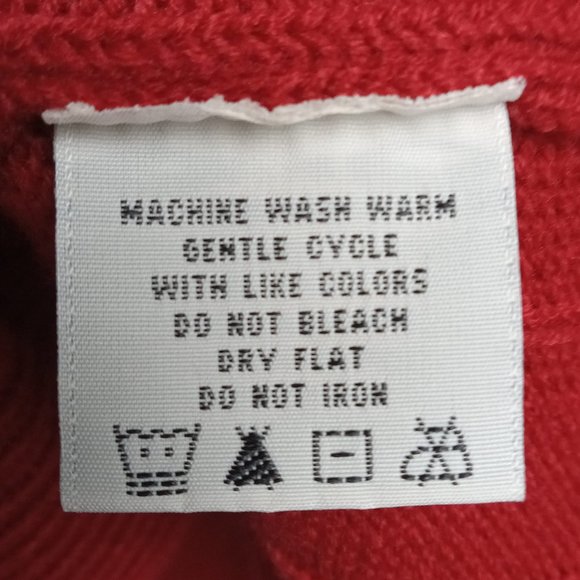 MACHINE WASH WARM
GENTLE CYCLE
WITH LIKE COLORS
DO NOT BLEACH
DRY FLAT
DO NOT IRON